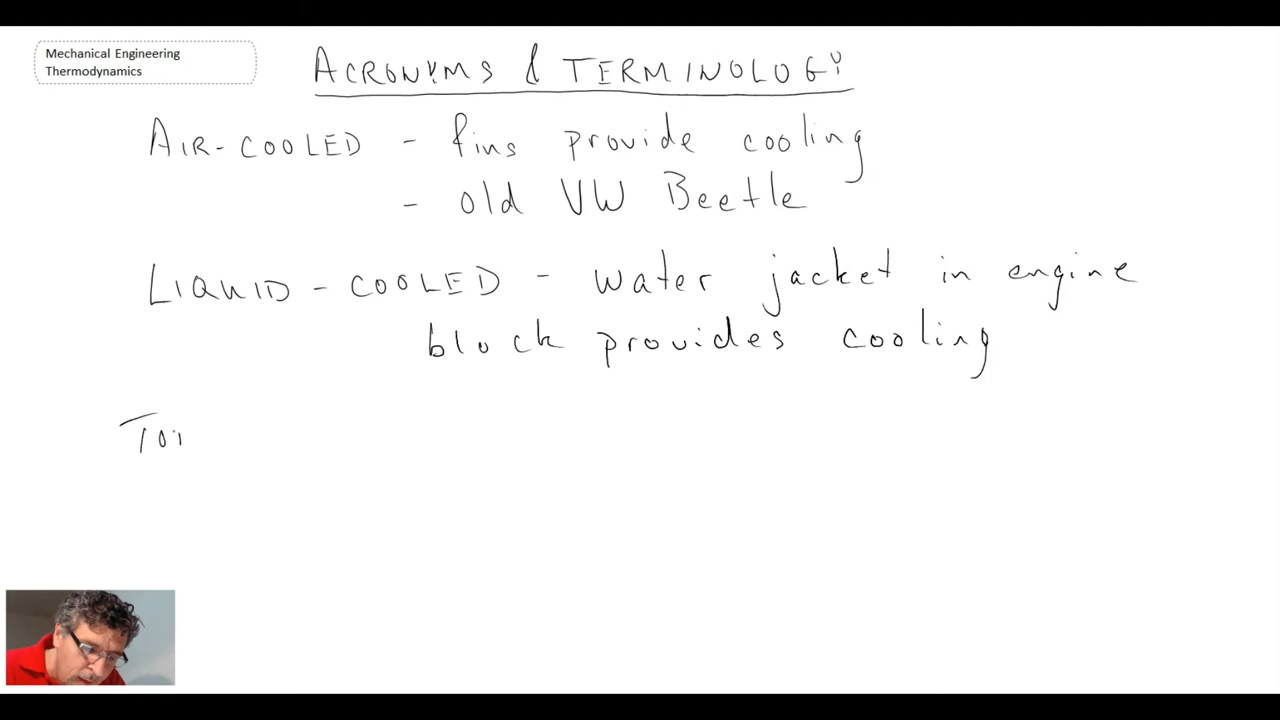 Mechanical Engineering
Thermodynamics
ACRONYMS & TERMINOLOGY
AIR-COOLED - fins provide cooling
- old VW Beetle
LIQUID-COOLED - water jacket in engine
block provides cooling